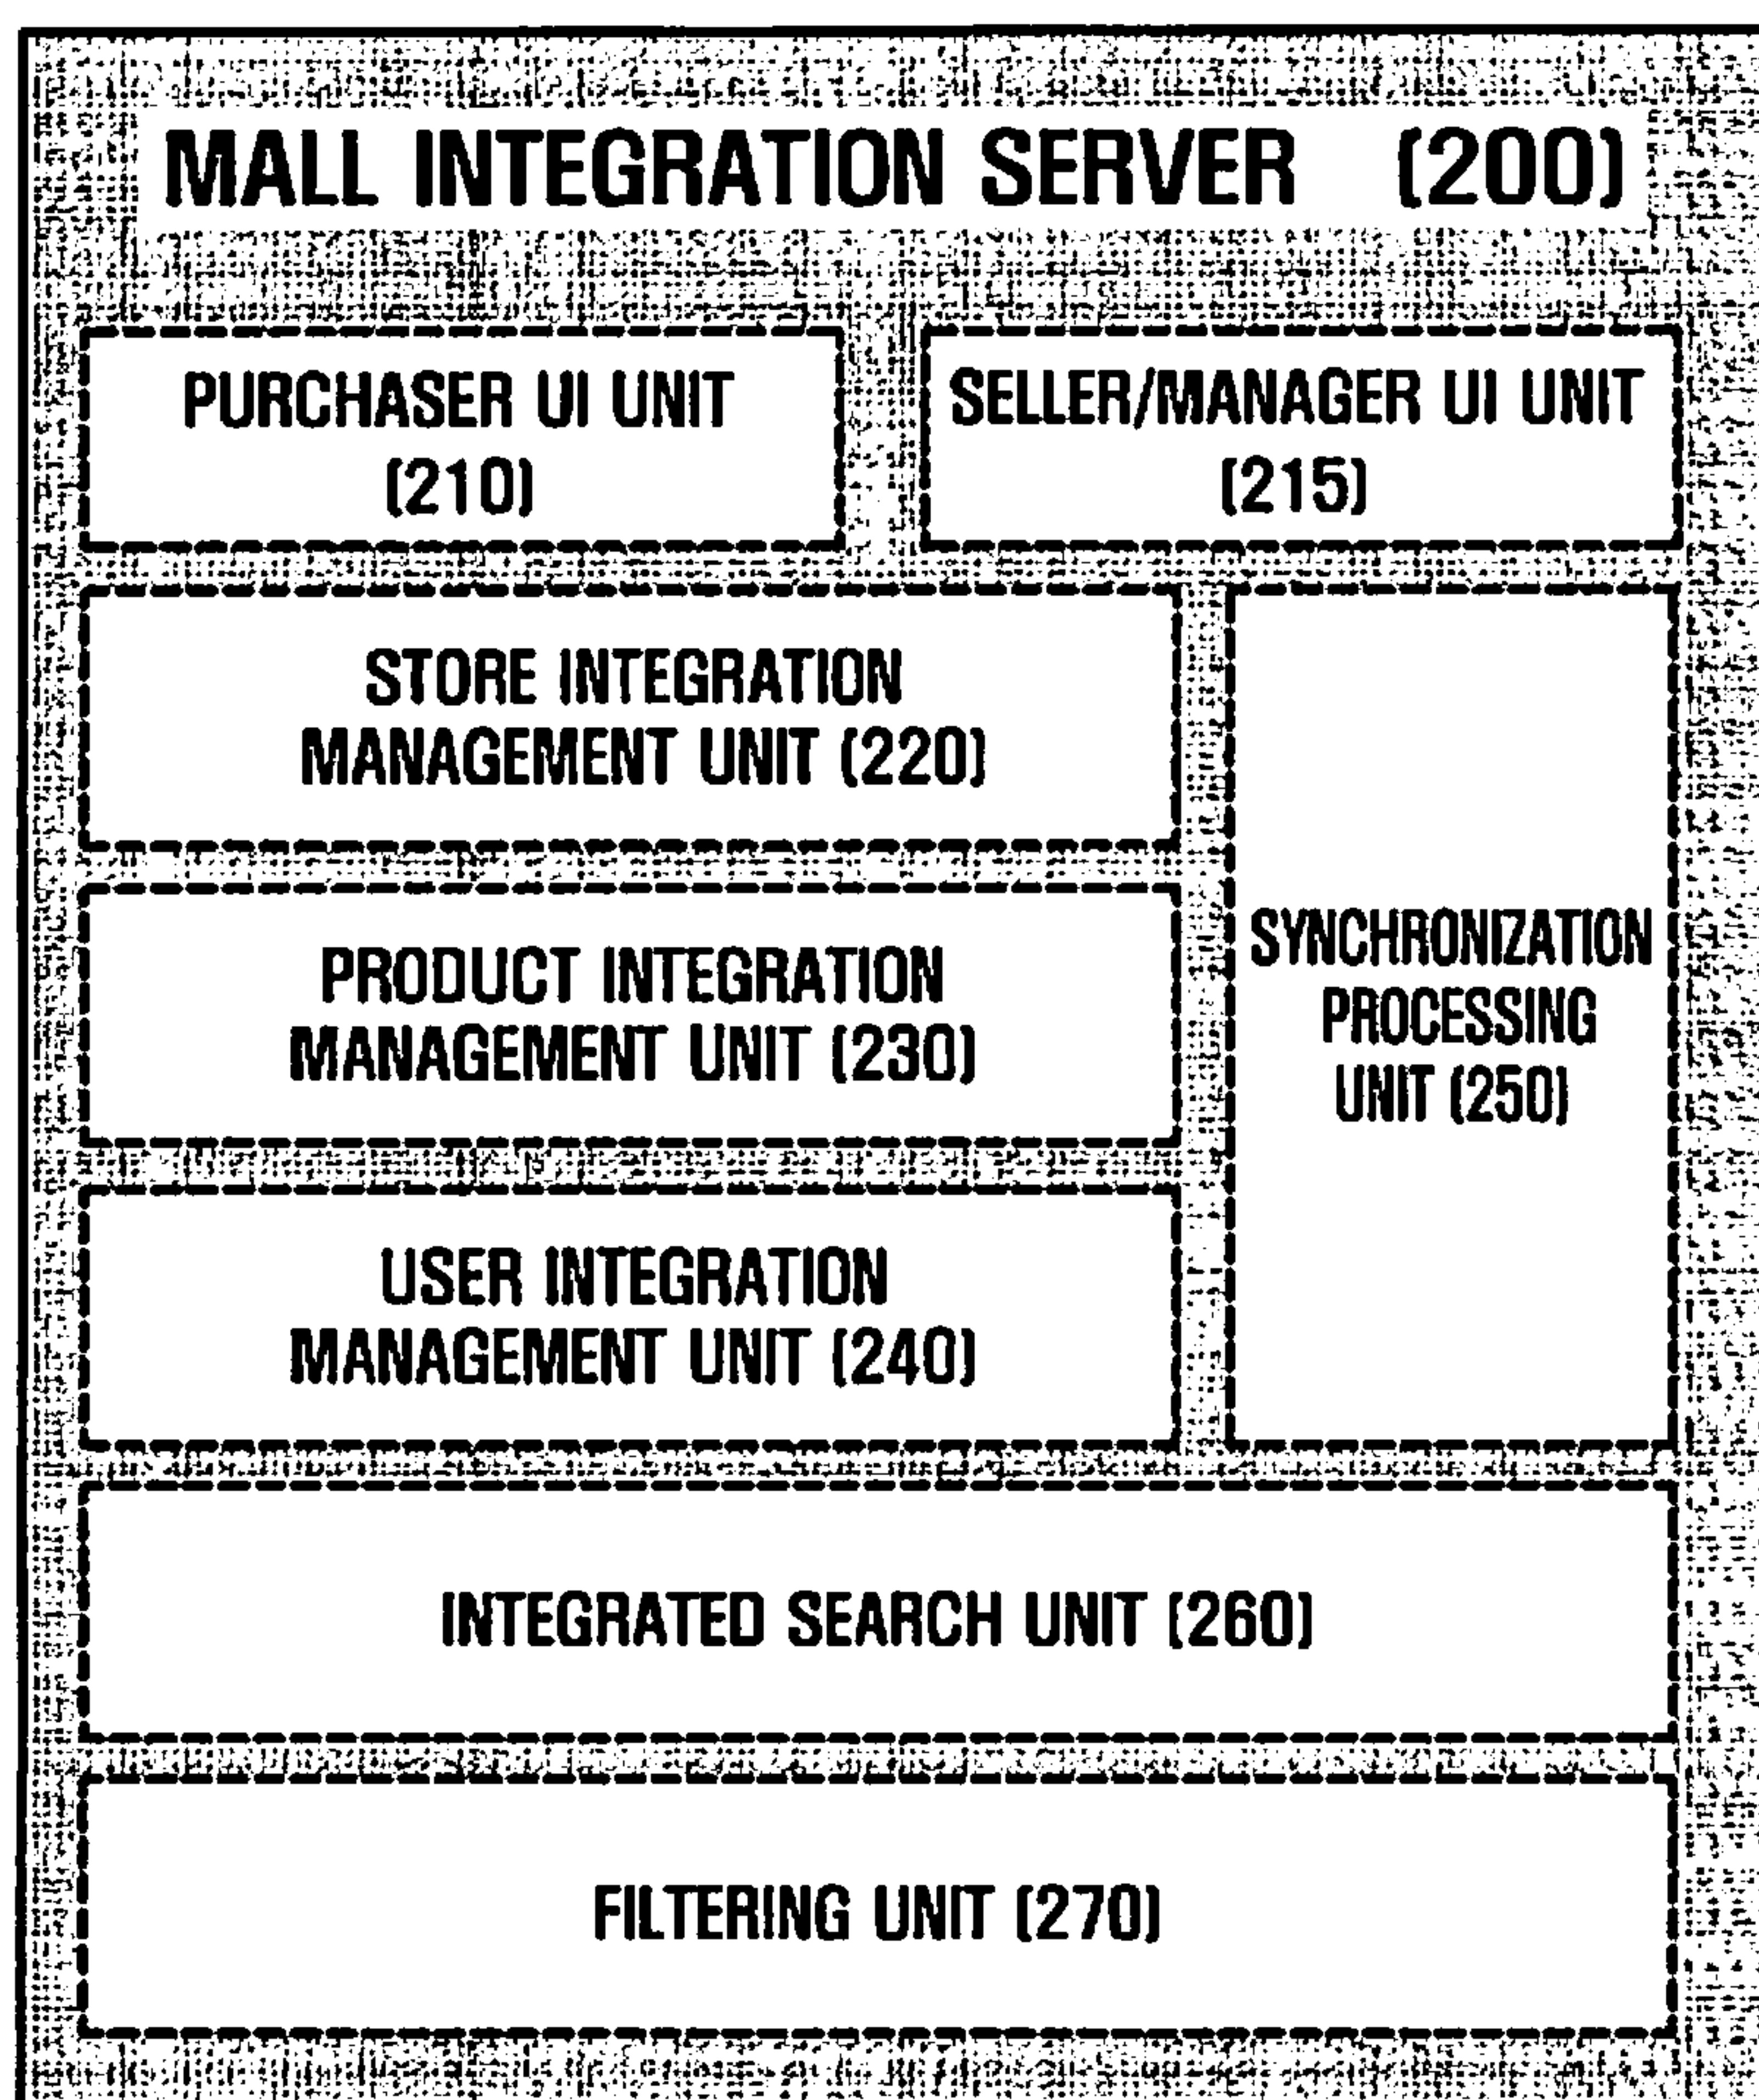 MALL INTEGRATION SERVER (200)
PURCHASER UI UNIT
(210)
SELLER/MANAGER UI UNIT
(215)
STORE INTEGRATION
MANAGEMENT UNIT (220)
PRODUCT INTEGRATION
MANAGEMENT UNIT (230)
USER INTEGRATION
MANAGEMENT UNIT (240)
SYNCHRONIZATION
PROCESSING
UNIT (250)
INTEGRATED SEARCH UNIT (260)
FILTERING UNIT (270)